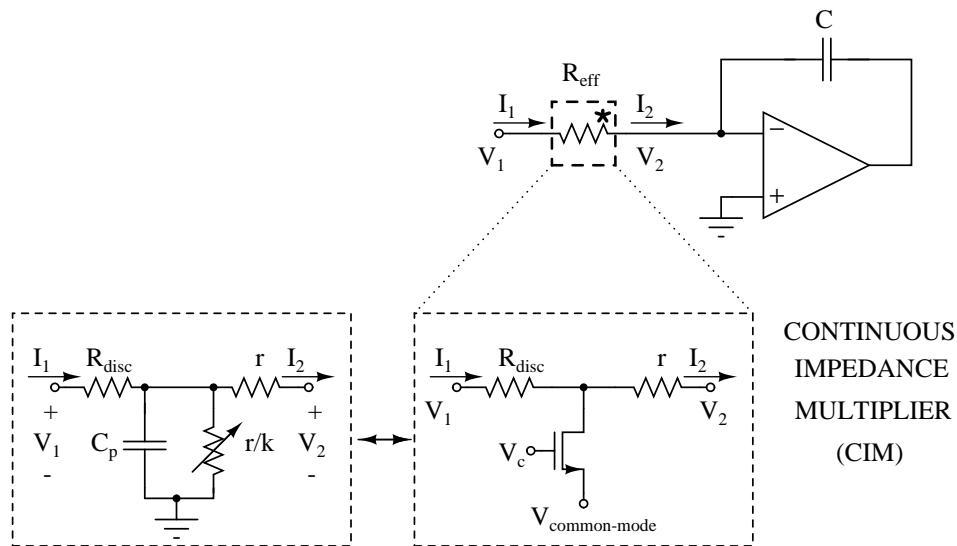 C
R_eff
I_1 * I_2
V_1 V_2
−
+
I_1 R_disc r I_2
+ +
V_1 C_p r/k V_2
- -
I_1 R_disc r I_2
V_1 V_2
V_c
V_common-mode
CONTINUOUS
IMPEDANCE
MULTIPLIER
(CIM)